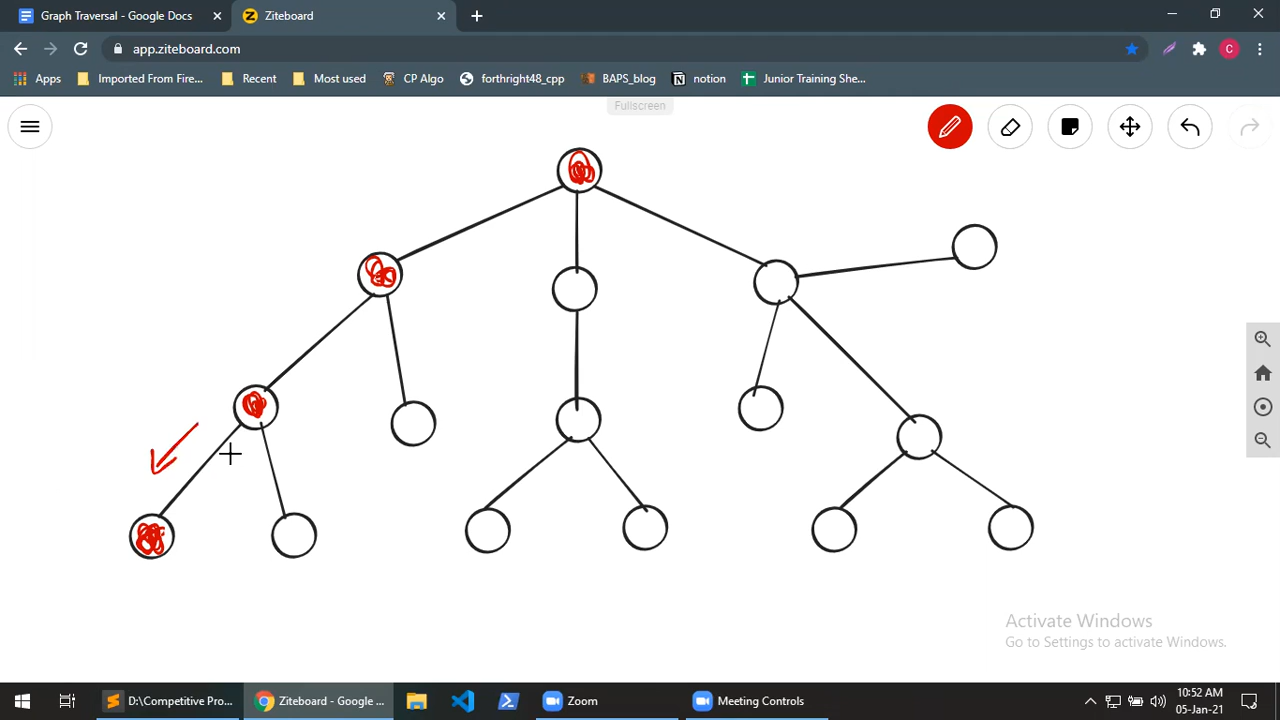 Graph Traversal - Google Docs
Ziteboard
app.ziteboard.com
Apps
Imported From Fire...
Recent
Most used
CP Algo
forthright48_cpp
BAPS_blog
notion
Junior Training She...
C
Fullscreen
Activate Windows
Go to Settings to activate Windows.
D:\Competitive Pro...
Ziteboard - Google ...
Zoom
Meeting Controls
10:52 AM
05-Jan-21